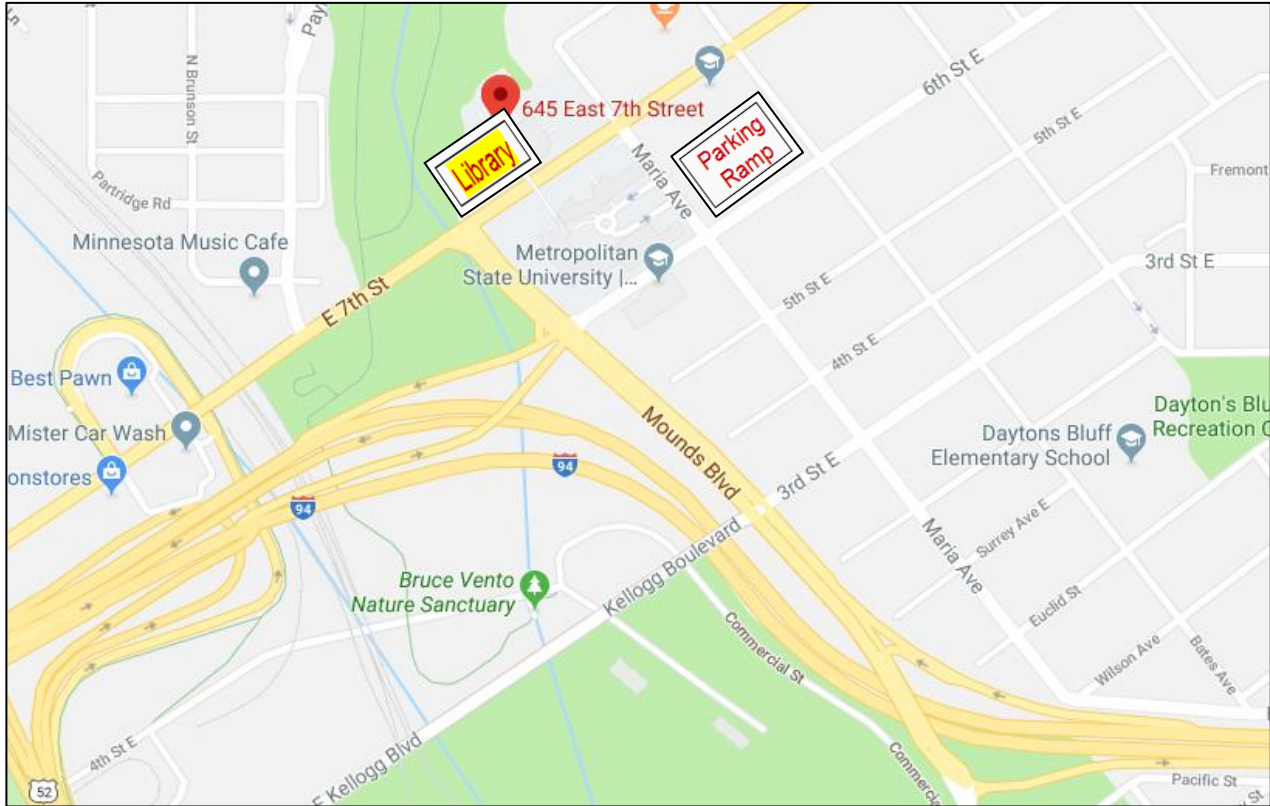 Pay
N Brunson St
645 East 7th Street
Library
Parking
Ramp
6th St E
5th St E
Fremont
Maria Ave
Partridge Rd
Minnesota Music Cafe
Metropolitan
State University |...
3rd St E
E 7th St
5th St E
4th St E
Best Pawn
Mister Car Wash
onstores
Mounds Blvd
Dayton's Blu
Recreation C
Daytons Bluff
Elementary School
94
94
3rd St E
Kellogg Boulevard
Surrey Ave E
Maria Ave
Bruce Vento
Nature Sanctuary
Euclid St
Commercial St
Wilson Ave
Bates Ave
4th St E
E Kellogg Blvd
Commerc
52
Pacific St
St